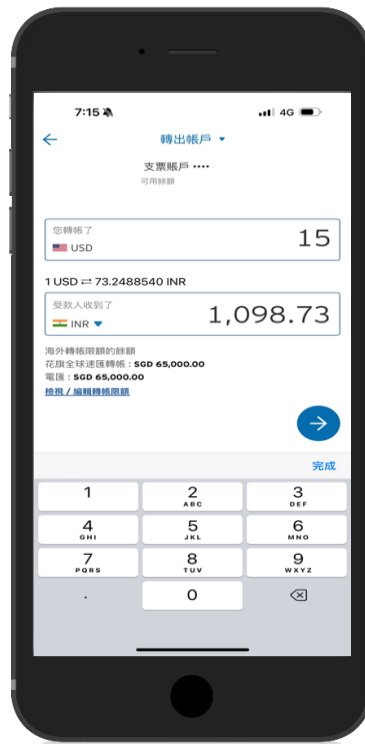 7:15
4G
轉出帳戶
支票賬戶 ····
可用餘額
您轉帳了
USD
15
1 USD ⇌ 73.2488540 INR
受款人收到了
INR
1,098.73
海外轉帳限額的餘額
花旗全球速匯轉帳：SGD 65,000.00
電匯：SGD 65,000.00
檢視 / 編輯轉帳限額
完成
1 2 3
ABC DEF
4 5 6
GHI JKL MNO
7 8 9
PQRS TUV WXYZ
. 0